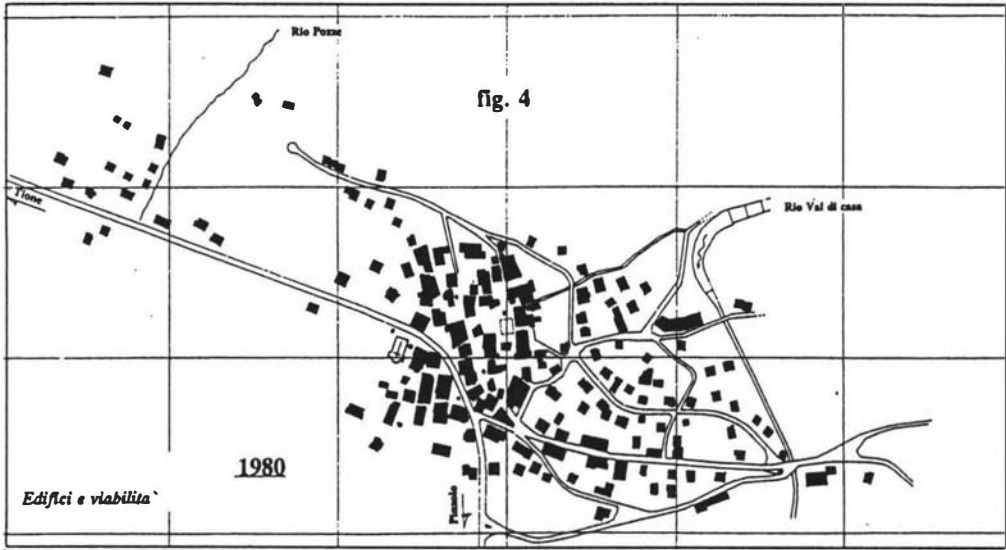 Rio Pozze
fig. 4
Tione
Rio Val di casa
1980
Edifici e viabilita`
Pinzolo